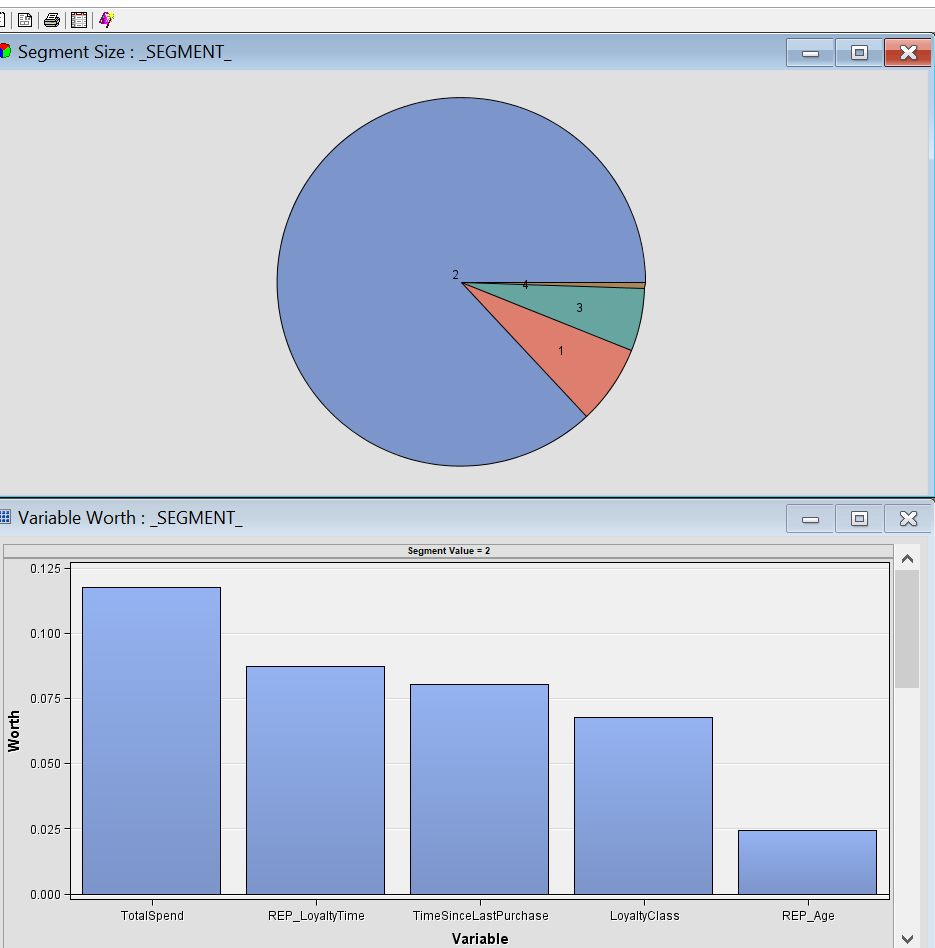 Segment Size : _SEGMENT_
2
4
3
1
Variable Worth : _SEGMENT_
Segment Value = 2
0.125
0.100
0.075
0.050
0.025
0.000
Worth
TotalSpend REP_LoyaltyTime TimeSinceLastPurchase LoyaltyClass REP_Age
Variable